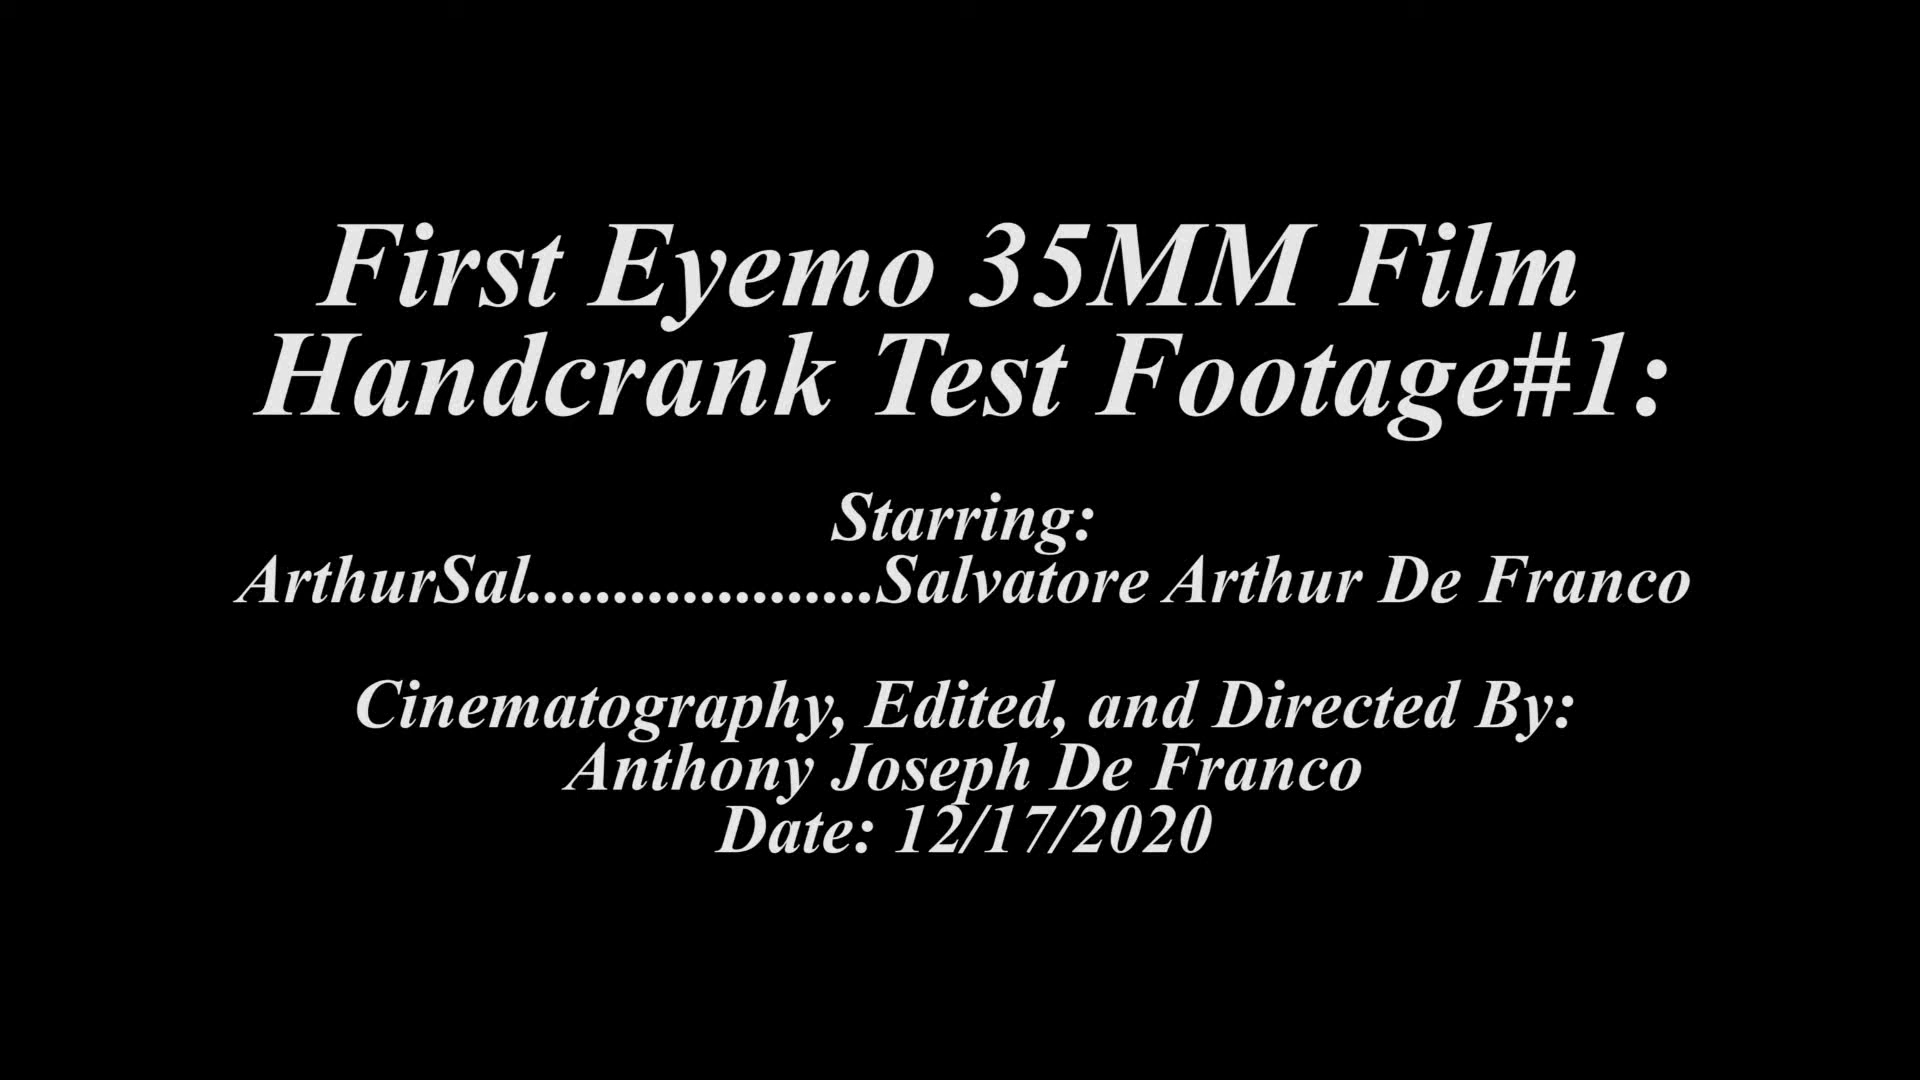 First Eyemo 35MM Film
Handcrank Test Footage#1:
Starring:
ArthurSal...................Salvatore Arthur De Franco
Cinematography, Edited, and Directed By:
Anthony Joseph De Franco
Date: 12/17/2020